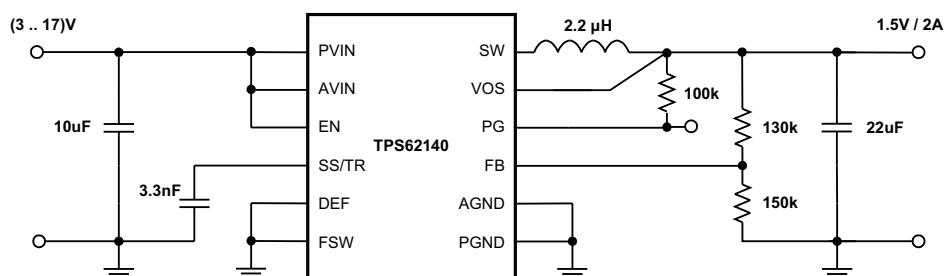 (3 .. 17)V
2.2 µH
1.5V / 2A
PVIN
SW
AVIN
VOS
100k
10uF
EN
PG
130k
22uF
TPS62140
SS/TR
FB
3.3nF
DEF
AGND
150k
FSW
PGND